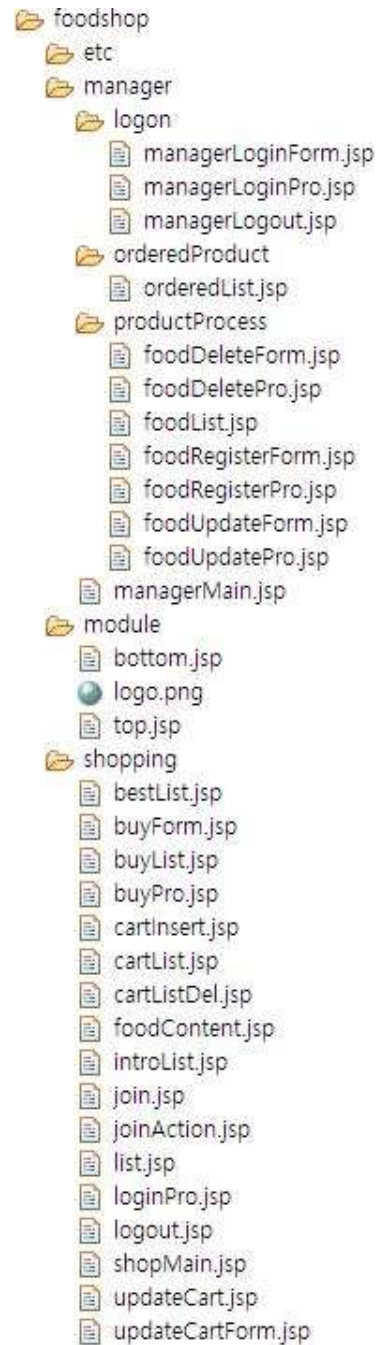 foodshop
etc
manager
logon
managerLoginForm.jsp
managerLoginPro.jsp
managerLogout.jsp
orderedProduct
orderedList.jsp
productProcess
foodDeleteForm.jsp
foodDeletePro.jsp
foodList.jsp
foodRegisterForm.jsp
foodRegisterPro.jsp
foodUpdateForm.jsp
foodUpdatePro.jsp
managerMain.jsp
module
bottom.jsp
logo.png
top.jsp
shopping
bestList.jsp
buyForm.jsp
buyList.jsp
buyPro.jsp
cartInsert.jsp
cartList.jsp
cartListDel.jsp
foodContent.jsp
introList.jsp
join.jsp
joinAction.jsp
list.jsp
loginPro.jsp
logout.jsp
shopMain.jsp
updateCart.jsp
updateCartForm.jsp